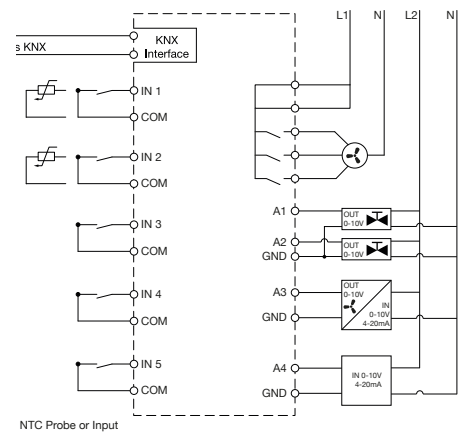 L1 N L2 N
s KNX
KNX
Interface
IN 1
COM
IN 2
COM
IN 3
COM
IN 4
COM
IN 5
COM
A1
OUT
0-10V
A2
GND
OUT
0-10V
A3
GND
OUT
0-10V
IN
0-10V
4-20mA
A4
GND
IN 0-10V
4-20mA
NTC Probe or Input